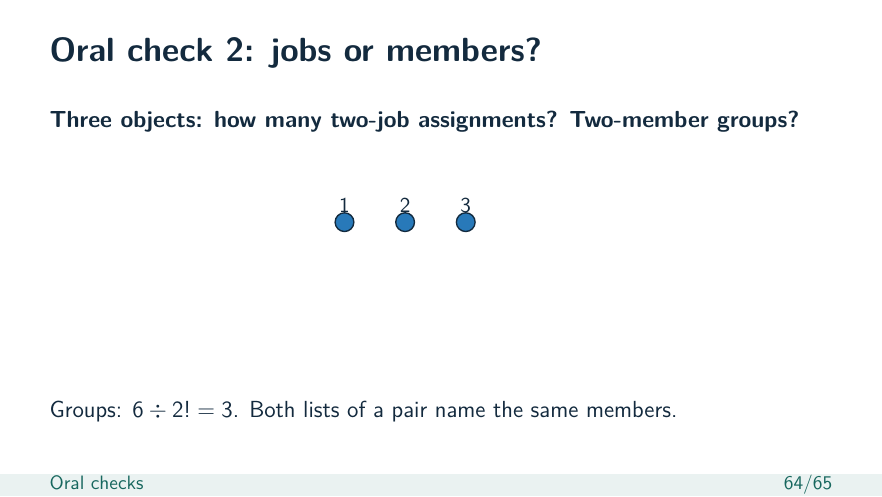 Oral check 2: jobs or members?
Three objects: how many two-job assignments? Two-member groups?
1 2 3
Groups: 6 ÷ 2! = 3. Both lists of a pair name the same members.
Oral checks 64/65